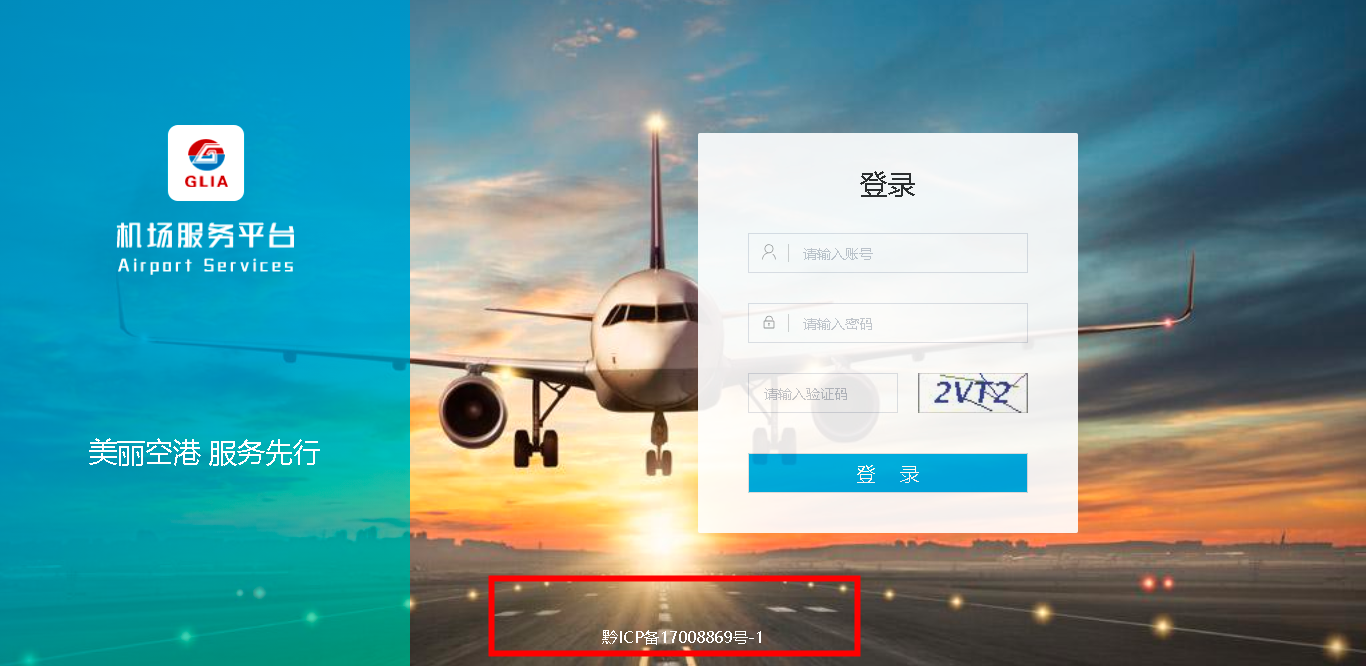 GLIA
机场服务平台
Airport Services
美丽空港 服务先行
登录
请输入账号
请输入密码
请输入验证码
2VT2
登 录
黔ICP备17008869号-1